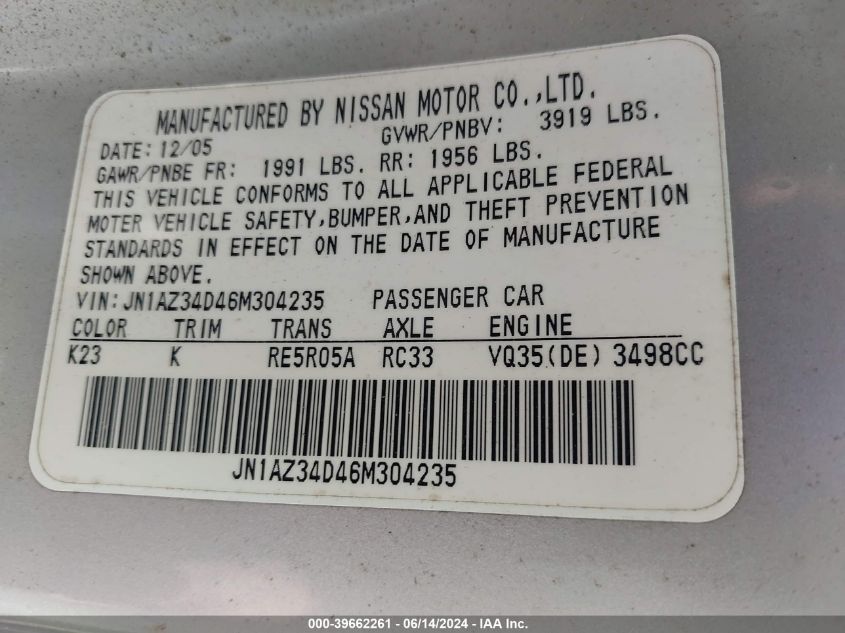 MANUFACTURED BY NISSAN MOTOR CO.,LTD.
DATE: 12/05 GVWR/PNBV: 3919 LBS.
GAWR/PNBE FR: 1991 LBS. RR: 1956 LBS.
THIS VEHICLE CONFORMS TO ALL APPLICABLE FEDERAL
MOTER VEHICLE SAFETY,BUMPER,AND THEFT PREVENTION
STANDARDS IN EFFECT ON THE DATE OF MANUFACTURE
SHOWN ABOVE.
VIN: JN1AZ34D46M304235 PASSENGER CAR
COLOR TRIM TRANS AXLE ENGINE
K23 K RE5R05A RC33 VQ35(DE) 3498CC
JN1AZ34D46M304235
000-39662261 - 06/14/2024 - IAA Inc.